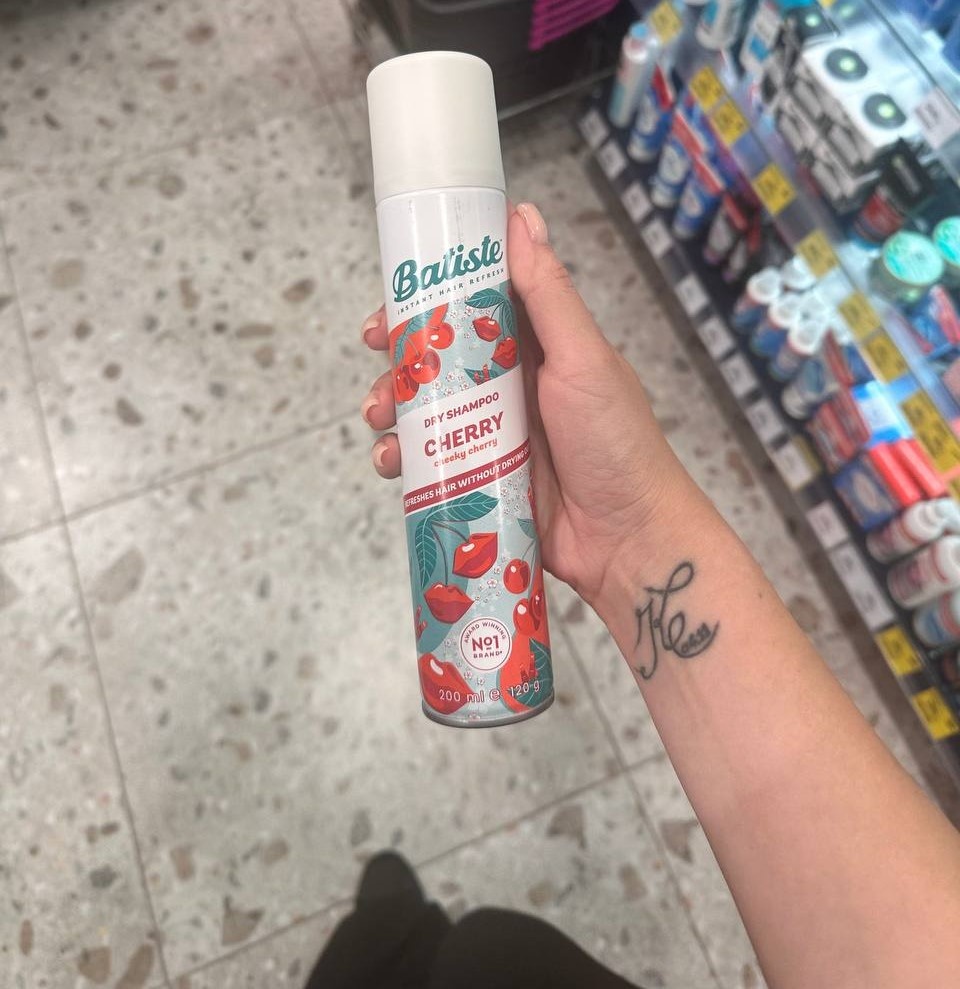 Batiste
INSTANT HAIR REFRESH
DRY SHAMPOO
CHERRY
cheeky cherry
REFRESHES HAIR WITHOUT DRYING
AWARD WINNING
Nº1
BRAND*
200 ml e 120 g